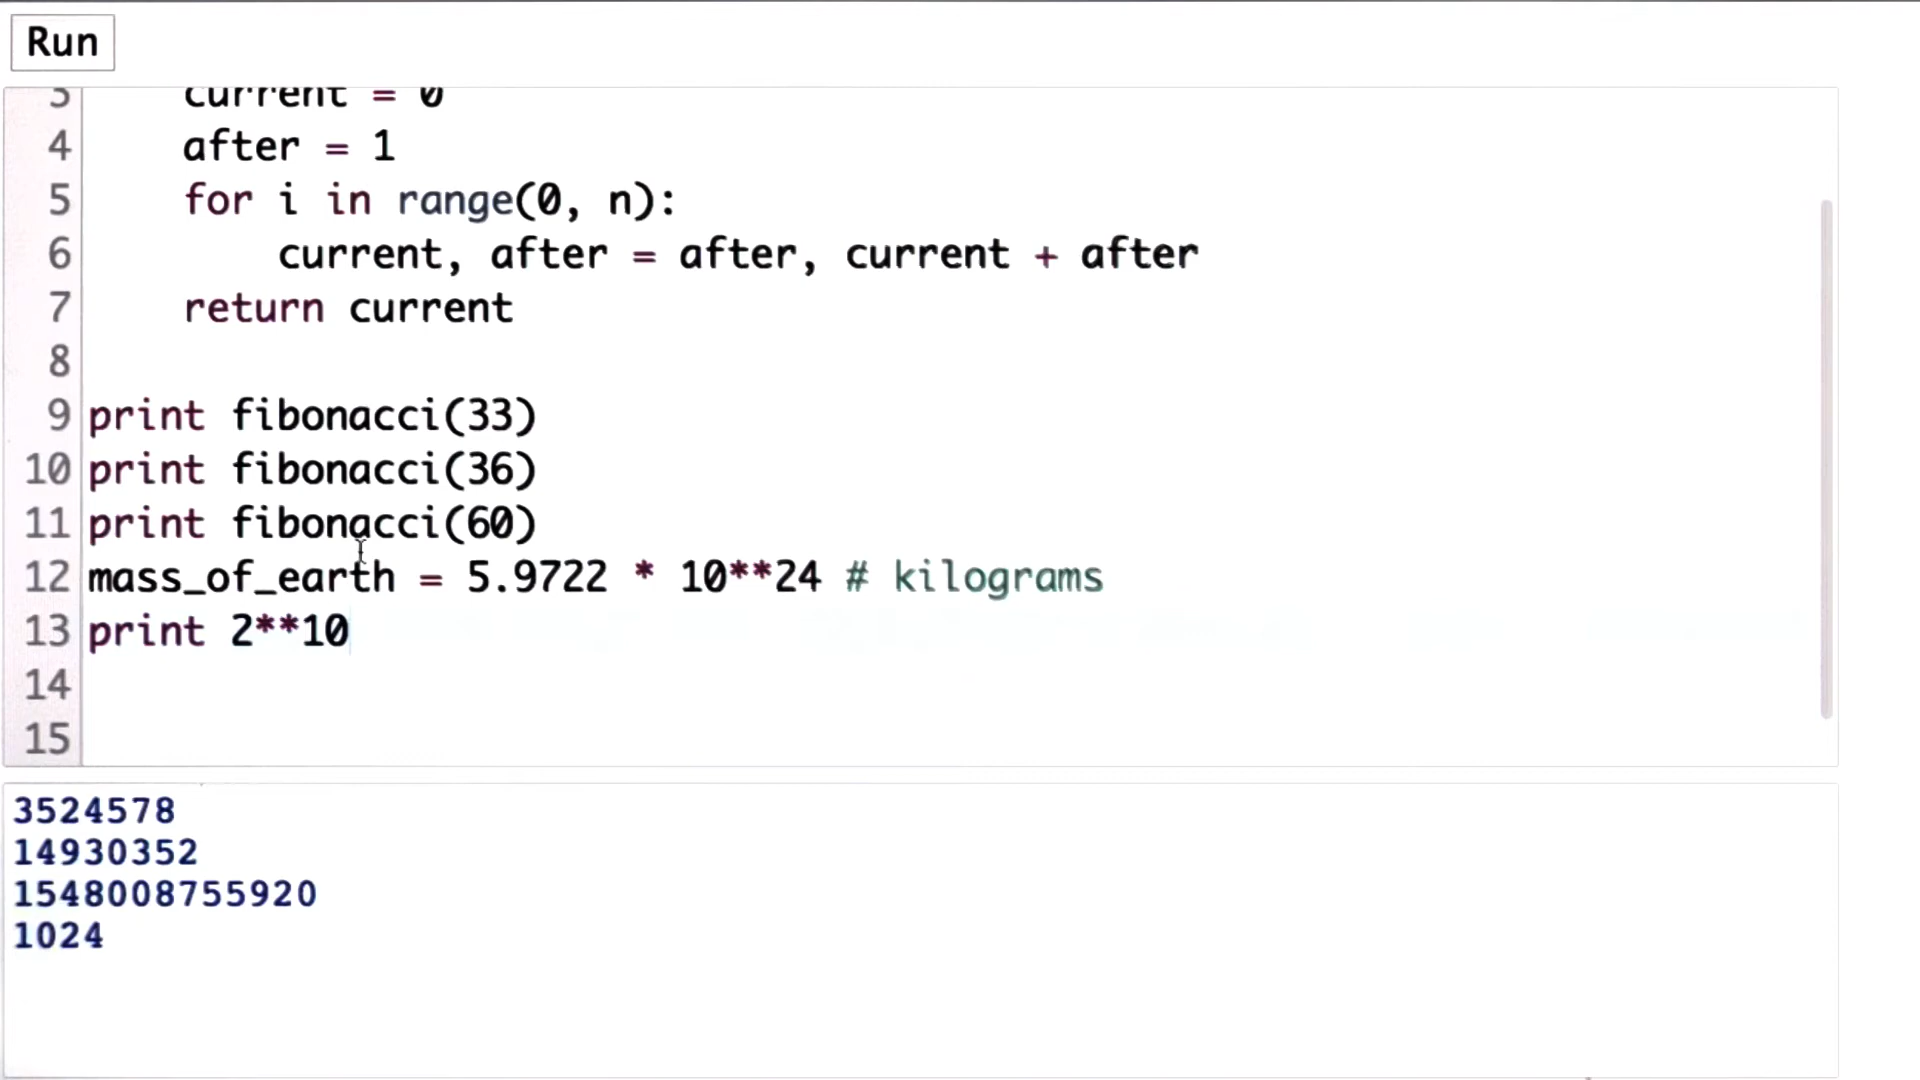 Run
3 current = 0
4 after = 1
5 for i in range(0, n):
6 current, after = after, current + after
7 return current
8
9 print fibonacci(33)
10 print fibonacci(36)
11 print fibonacci(60)
12 mass_of_earth = 5.9722 * 10**24 # kilograms
13 print 2**10
14
15
3524578
14930352
1548008755920
1024